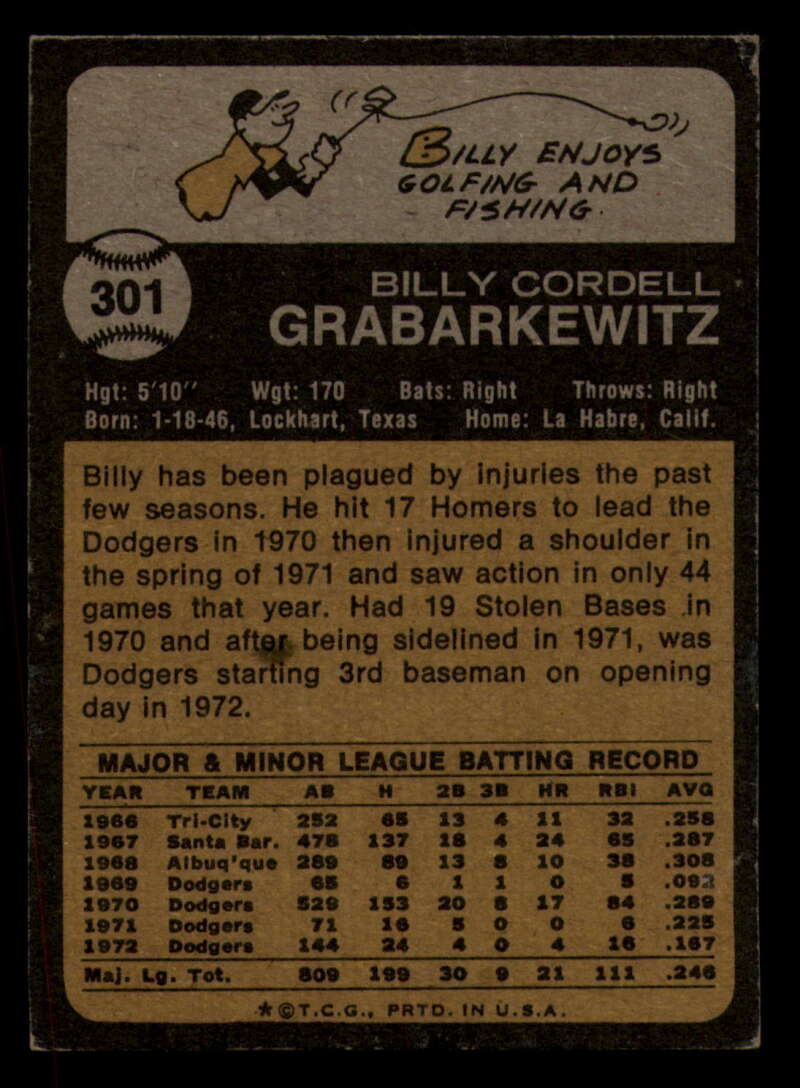 BILLY ENJOYS
GOLFING AND
FISHING.
301
BILLY CORDELL
GRABARKEWITZ
Hgt: 5'10" Wgt: 170 Bats: Right Throws: Right
Born: 1-18-46, Lockhart, Texas Home: La Habre, Calif.
Billy has been plagued by injuries the past
few seasons. He hit 17 Homers to lead the
Dodgers in 1970 then injured a shoulder in
the spring of 1971 and saw action in only 44
games that year. Had 19 Stolen Bases in
1970 and after being sidelined in 1971, was
Dodgers starting 3rd baseman on opening
day in 1972.
MAJOR & MINOR LEAGUE BATTING RECORD
YEAR TEAM AB H 2B 3B HR RBI AVG
1966 Tri-City 252 65 13 4 11 32 .258
1967 Santa Bar. 478 137 18 4 24 65 .287
1968 Albuq'que 289 89 13 8 10 38 .308
1969 Dodgers 65 6 1 1 0 5 .092
1970 Dodgers 529 153 20 8 17 84 .289
1971 Dodgers 71 16 5 0 0 6 .225
1972 Dodgers 144 24 4 0 4 16 .167
Maj. Lg. Tot. 809 199 30 9 21 111 .246
*©T.C.G., PRTD. IN U.S.A.